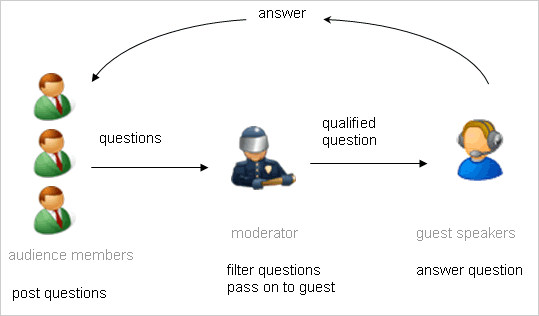 answer
questions
qualified
question
audience members
moderator
guest speakers
post questions
filter questions
pass on to guest
answer question